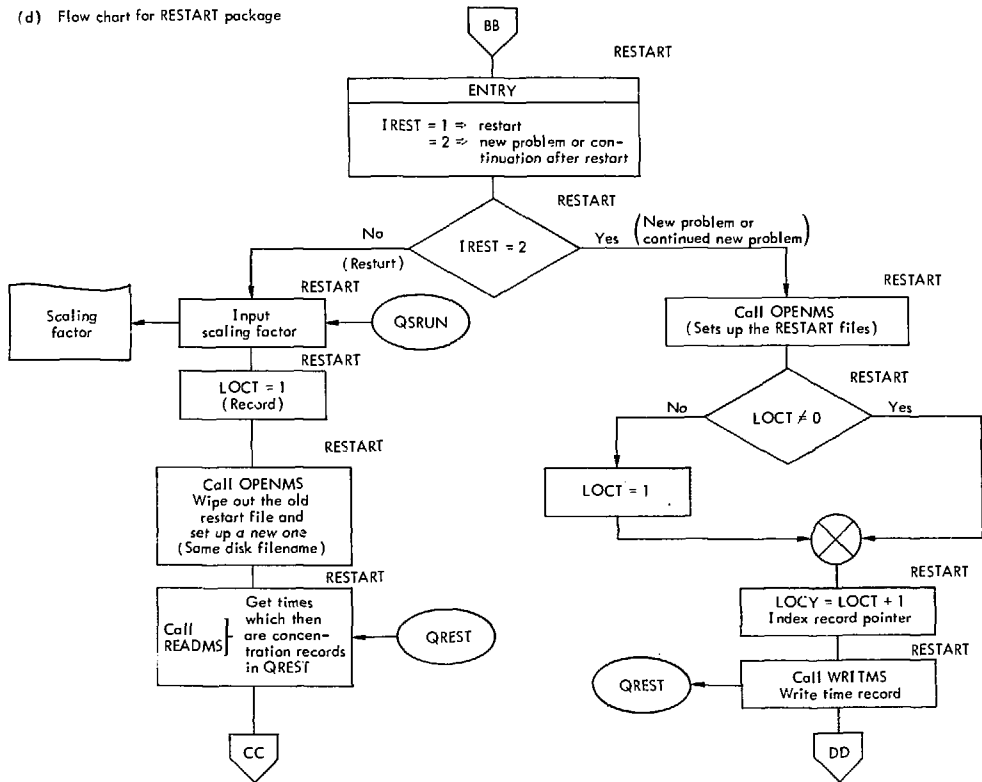 (d) Flow chart for RESTART package
BB
RESTART
ENTRY
IREST = 1 => restart
= 2 => new problem or con-
tinuation after restart
RESTART
IREST = 2
No
(Resturt)
Yes
(New problem or
continued new problem)
RESTART
Scaling
factor
Input
scaling factor
QSRUN
RESTART
LOCT = 1
(Record)
RESTART
Call OPENMS
Wipe out the old
restart file and
set up a new one
(Same disk filename)
RESTART
Call
READMS
Get times
which then
are concen-
tration records
in QREST
QREST
CC
RESTART
Call OPENMS
(Sets up the RESTART files)
RESTART
LOCT ≠ 0
No
Yes
LOCT = 1
RESTART
LOCY = LOCT + 1
Index record pointer
RESTART
Call WRITMS
Write time record
QREST
DD